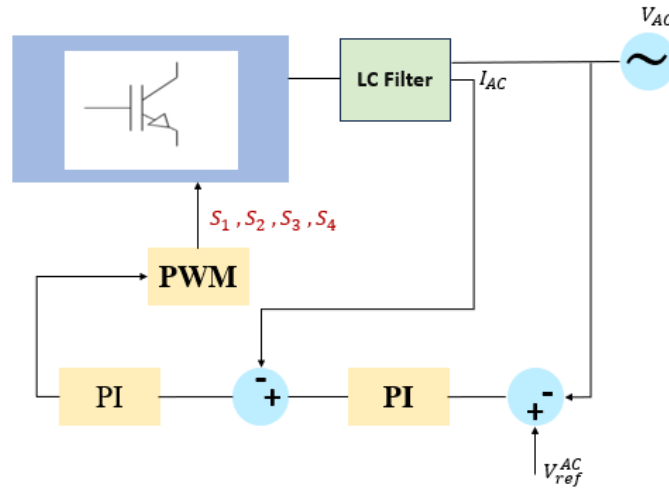 V_AC
LC Filter
I_AC
S_1 , S_2 , S_3 , S_4
PWM
PI
-
+
PI
-
+
V_ref^AC